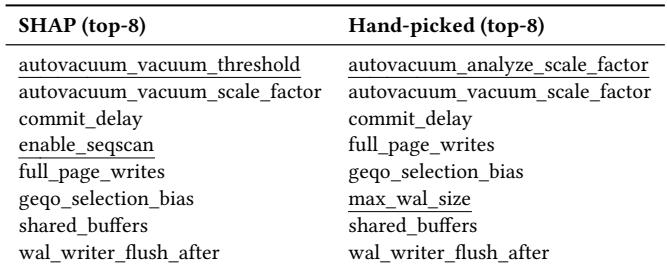 SHAP (top-8) Hand-picked (top-8)
autovacuum_vacuum_threshold autovacuum_analyze_scale_factor
autovacuum_vacuum_scale_factor autovacuum_vacuum_scale_factor
commit_delay commit_delay
enable_seqscan full_page_writes
full_page_writes geqo_selection_bias
geqo_selection_bias max_wal_size
shared_buffers shared_buffers
wal_writer_flush_after wal_writer_flush_after